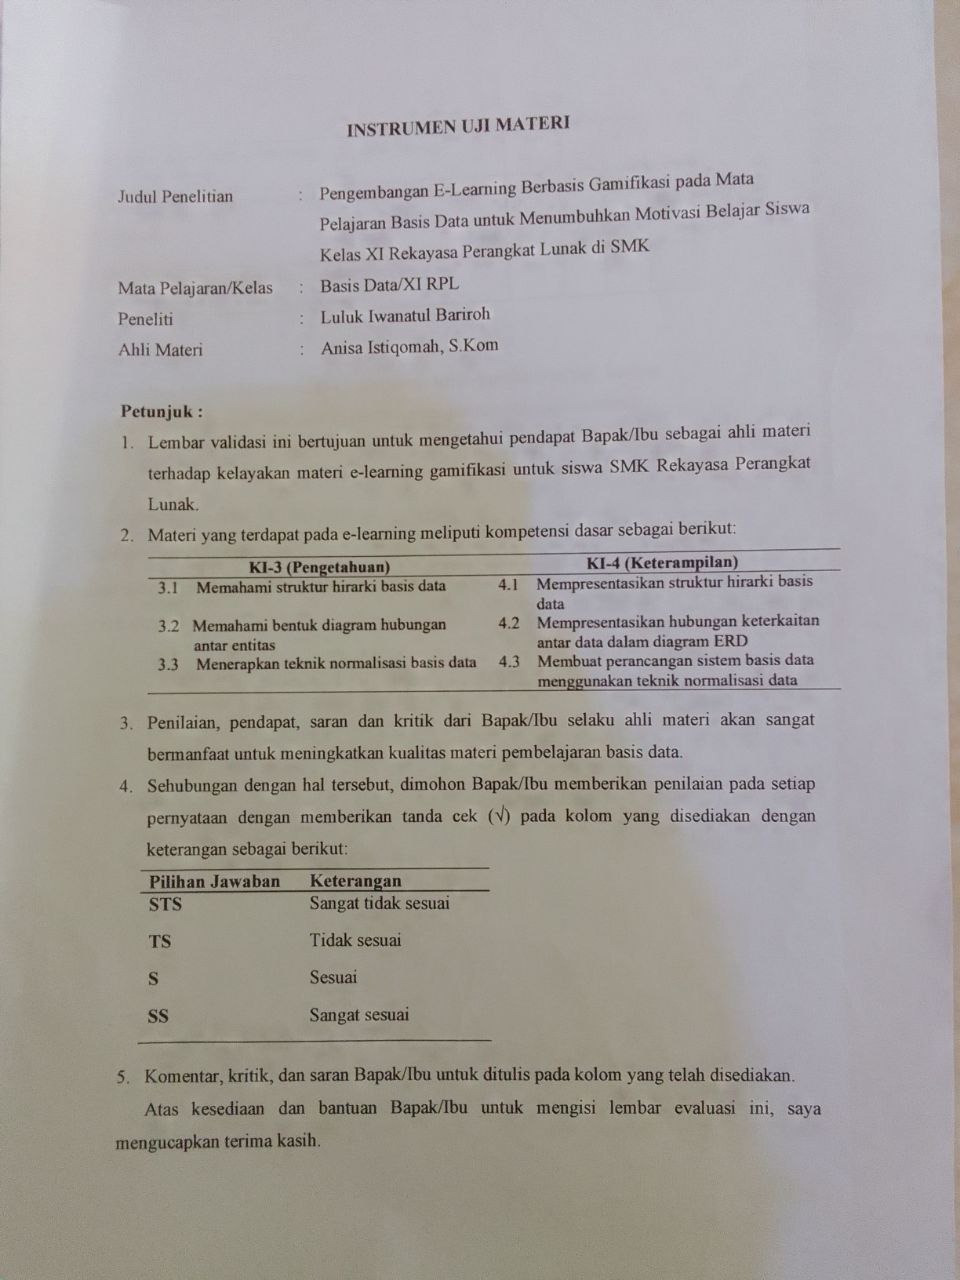 INSTRUMEN UJI MATERI
Judul Penelitian : Pengembangan E-Learning Berbasis Gamifikasi pada Mata
Pelajaran Basis Data untuk Menumbuhkan Motivasi Belajar Siswa
Kelas XI Rekayasa Perangkat Lunak di SMK
Mata Pelajaran/Kelas : Basis Data/XI RPL
Peneliti : Luluk Iwanatul Bariroh
Ahli Materi : Anisa Istiqomah, S.Kom
Petunjuk :
1. Lembar validasi ini bertujuan untuk mengetahui pendapat Bapak/Ibu sebagai ahli materi
terhadap kelayakan materi e-learning gamifikasi untuk siswa SMK Rekayasa Perangkat
Lunak.
2. Materi yang terdapat pada e-learning meliputi kompetensi dasar sebagai berikut:
KI-3 (Pengetahuan) KI-4 (Keterampilan)
3.1 Memahami struktur hirarki basis data 4.1 Mempresentasikan struktur hirarki basis
data
3.2 Memahami bentuk diagram hubungan 4.2 Mempresentasikan hubungan keterkaitan
antar entitas antar data dalam diagram ERD
3.3 Menerapkan teknik normalisasi basis data 4.3 Membuat perancangan sistem basis data
menggunakan teknik normalisasi data
3. Penilaian, pendapat, saran dan kritik dari Bapak/Ibu selaku ahli materi akan sangat
bermanfaat untuk meningkatkan kualitas materi pembelajaran basis data.
4. Sehubungan dengan hal tersebut, dimohon Bapak/Ibu memberikan penilaian pada setiap
pernyataan dengan memberikan tanda cek (√) pada kolom yang disediakan dengan
keterangan sebagai berikut:
Pilihan Jawaban Keterangan
STS Sangat tidak sesuai
TS Tidak sesuai
S Sesuai
SS Sangat sesuai
5. Komentar, kritik, dan saran Bapak/Ibu untuk ditulis pada kolom yang telah disediakan.
Atas kesediaan dan bantuan Bapak/Ibu untuk mengisi lembar evaluasi ini, saya
mengucapkan terima kasih.